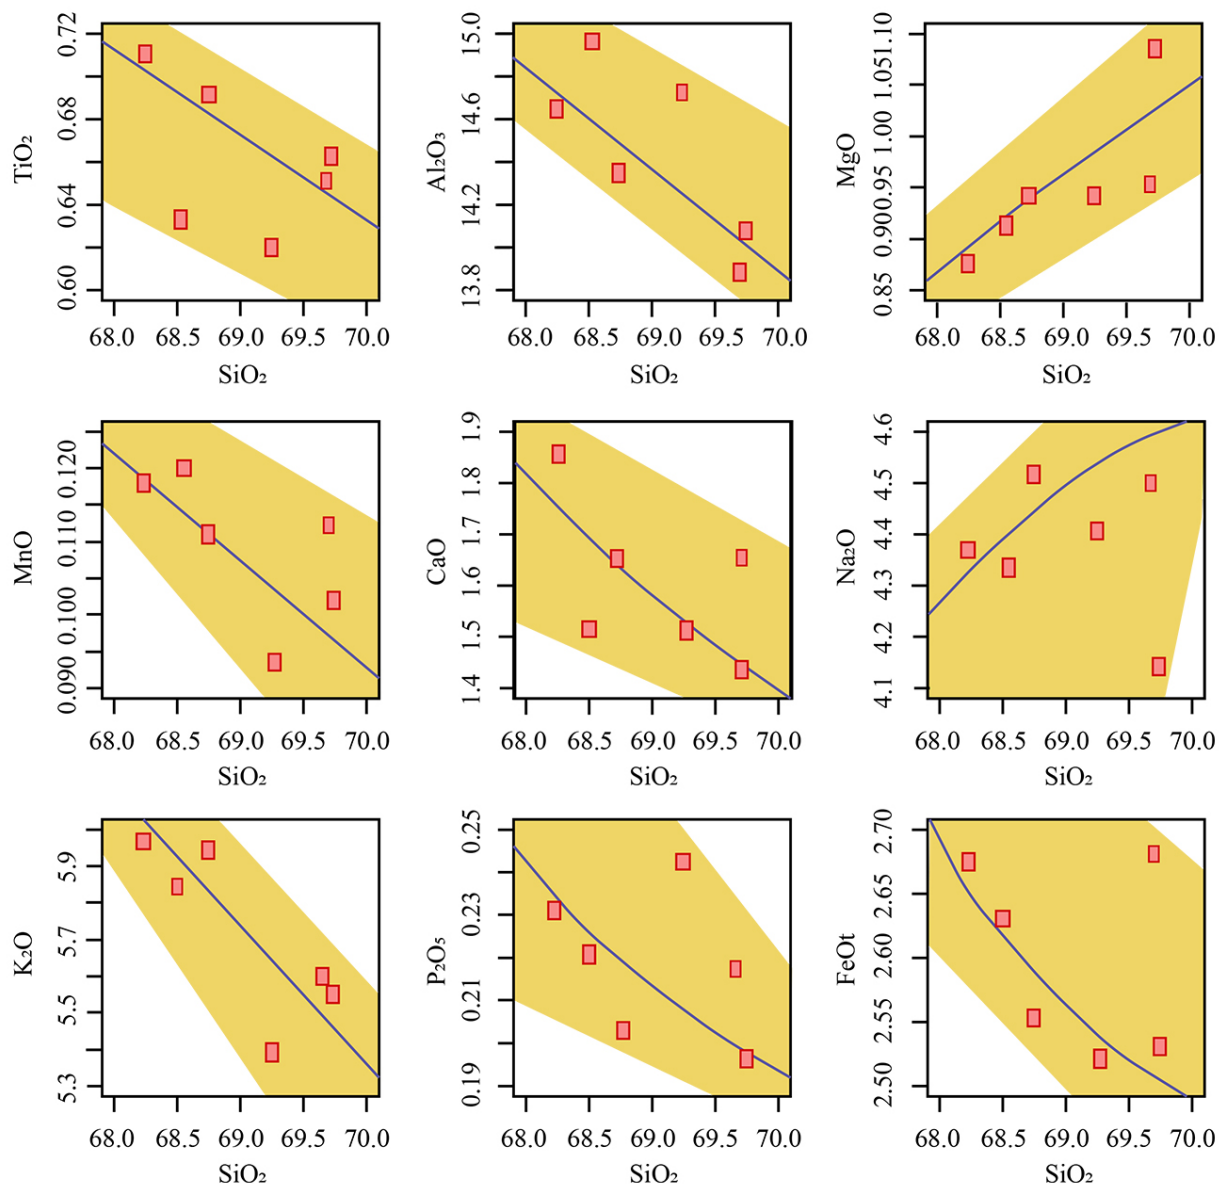 TiO₂
0.72
0.68
0.64
0.60
68.0 68.5 69.0 69.5 70.0
SiO₂
Al₂O₃
15.0
14.6
14.2
13.8
68.0 68.5 69.0 69.5 70.0
SiO₂
MgO
1.10
1.05
1.00
0.95
0.90
0.85
68.0 68.5 69.0 69.5 70.0
SiO₂
MnO
0.120
0.110
0.100
0.090
68.0 68.5 69.0 69.5 70.0
SiO₂
CaO
1.9
1.8
1.7
1.6
1.5
1.4
68.0 68.5 69.0 69.5 70.0
SiO₂
Na₂O
4.6
4.5
4.4
4.3
4.2
4.1
68.0 68.5 69.0 69.5 70.0
SiO₂
K₂O
5.9
5.7
5.5
5.3
68.0 68.5 69.0 69.5 70.0
SiO₂
P₂O₅
0.25
0.23
0.21
0.19
68.0 68.5 69.0 69.5 70.0
SiO₂
FeOt
2.70
2.65
2.60
2.55
2.50
68.0 68.5 69.0 69.5 70.0
SiO₂